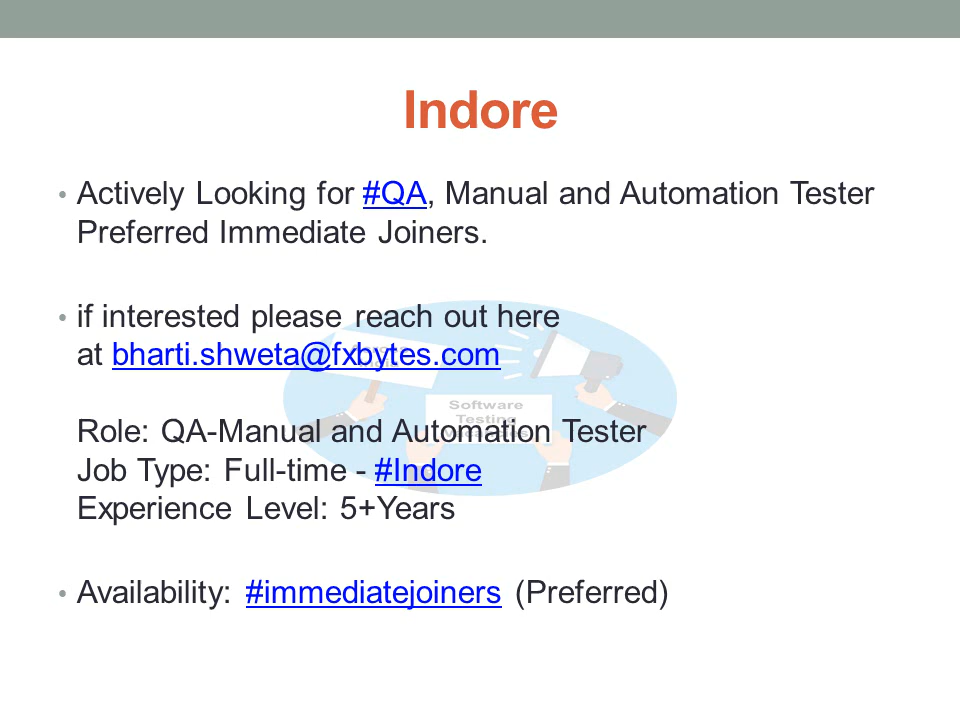 Indore
• Actively Looking for #QA, Manual and Automation Tester
Preferred Immediate Joiners.
• if interested please reach out here
at bharti.shweta@fxbytes.com
Software
Testing
Role: QA-Manual and Automation Tester
Job Type: Full-time - #Indore
Experience Level: 5+Years
• Availability: #immediatejoiners (Preferred)